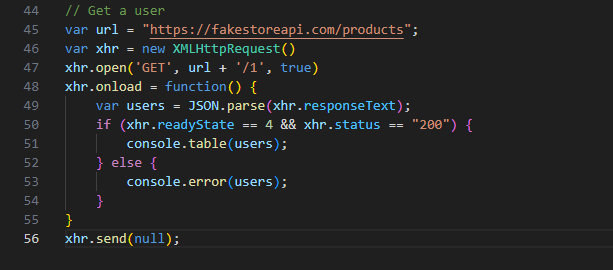 44 // Get a user
45 var url = "https://fakestoreapi.com/products";
46 var xhr = new XMLHttpRequest()
47 xhr.open('GET', url + '/1', true)
48 xhr.onload = function() {
49     var users = JSON.parse(xhr.responseText);
50     if (xhr.readyState == 4 && xhr.status == "200") {
51         console.table(users);
52     } else {
53         console.error(users);
54     }
55 }
56 xhr.send(null);